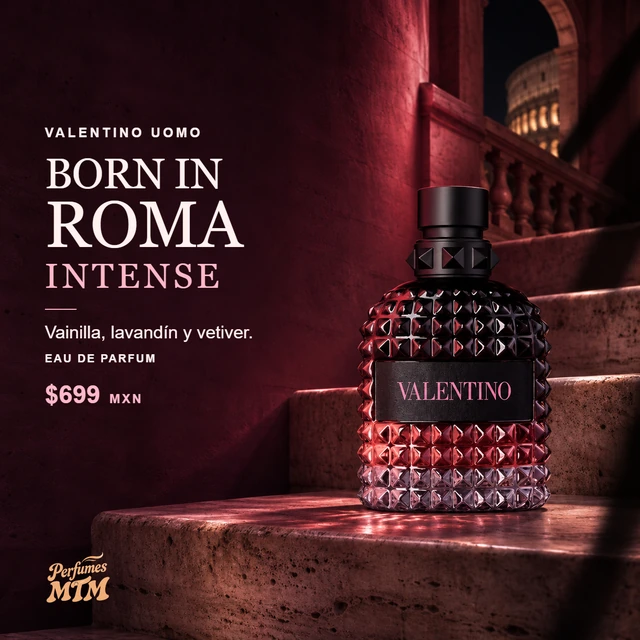 VALENTINO UOMO
BORN IN
ROMA
INTENSE
Vainilla, lavandín y vetiver.
EAU DE PARFUM
$699 MXN
VALENTINO
Perfumes
MTM